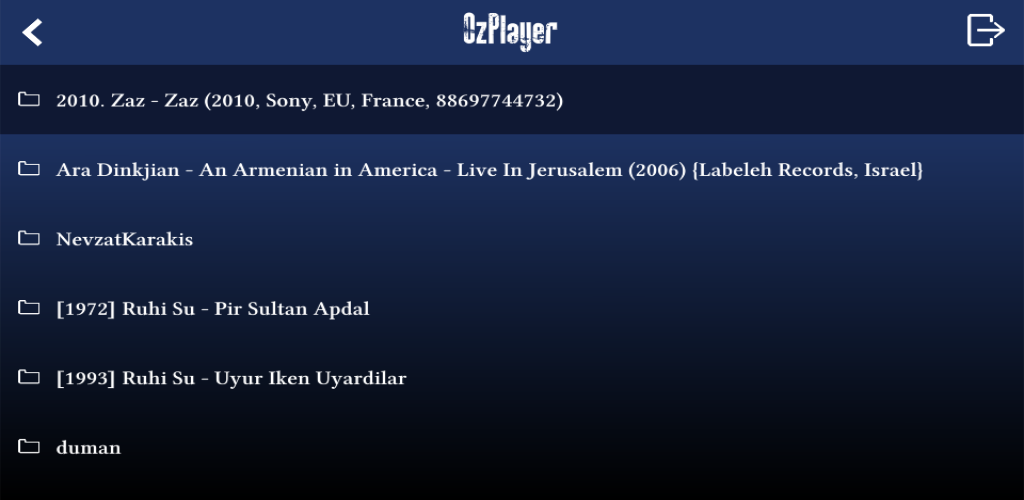 OzPlayer
2010. Zaz - Zaz (2010, Sony, EU, France, 88697744732)
Ara Dinkjian - An Armenian in America - Live In Jerusalem (2006) {Labeleh Records, Israel}
NevzatKarakis
[1972] Ruhi Su - Pir Sultan Apdal
[1993] Ruhi Su - Uyur Iken Uyardilar
duman